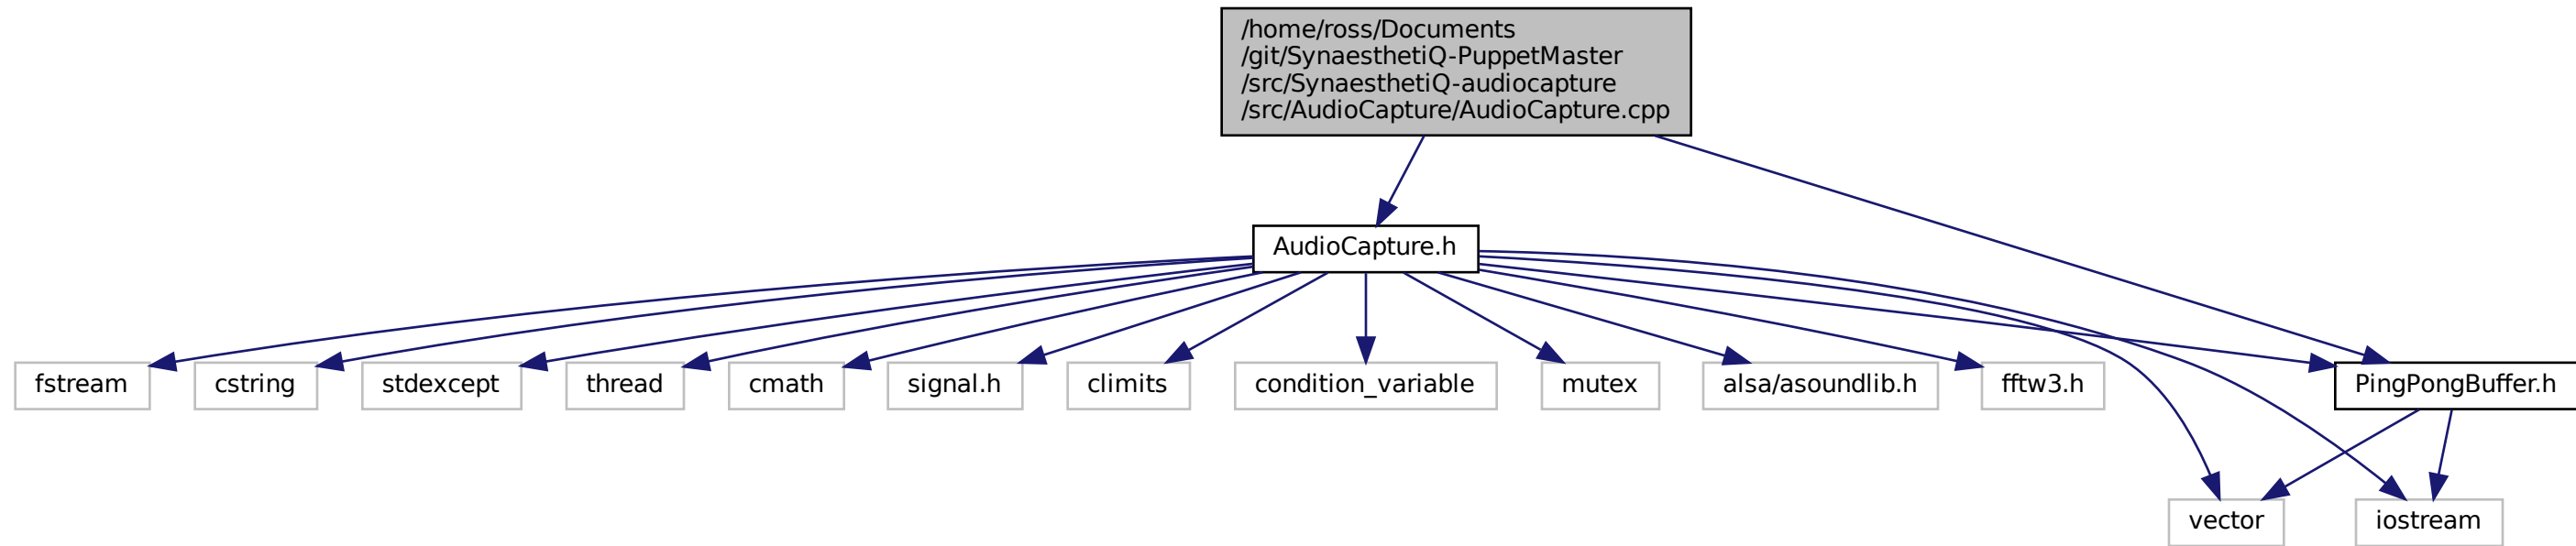 /home/ross/Documents
/git/SynaesthetiQ-PuppetMaster
/src/SynaesthetiQ-audiocapture
/src/AudioCapture/AudioCapture.cpp
AudioCapture.h
fstream
cstring
stdexcept
thread
cmath
signal.h
climits
condition_variable
mutex
alsa/asoundlib.h
fftw3.h
PingPongBuffer.h
vector
iostream